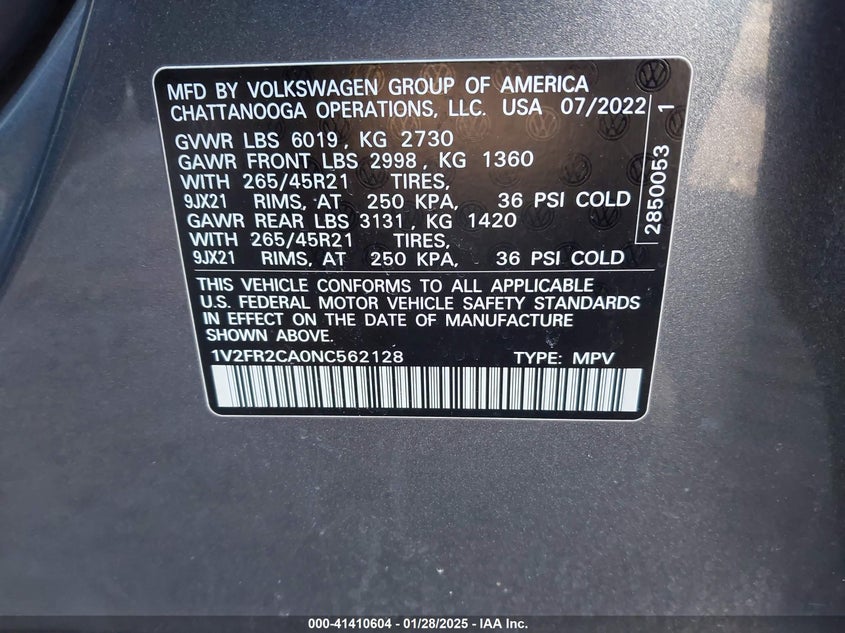 MFD BY VOLKSWAGEN GROUP OF AMERICA
CHATTANOOGA OPERATIONS, LLC. USA 07/2022
GVWR LBS 6019, KG 2730
GAWR FRONT LBS 2998, KG 1360
WITH 265/45R21 TIRES,
9JX21 RIMS, AT 250 KPA, 36 PSI COLD
GAWR REAR LBS 3131, KG 1420
WITH 265/45R21 TIRES,
9JX21 RIMS, AT 250 KPA, 36 PSI COLD
2850053 1
THIS VEHICLE CONFORMS TO ALL APPLICABLE
U.S. FEDERAL MOTOR VEHICLE SAFETY STANDARDS
IN EFFECT ON THE DATE OF MANUFACTURE
SHOWN ABOVE.
1V2FR2CA0NC562128 TYPE: MPV
000-41410604 / 01/28/2025 / IAA Inc.